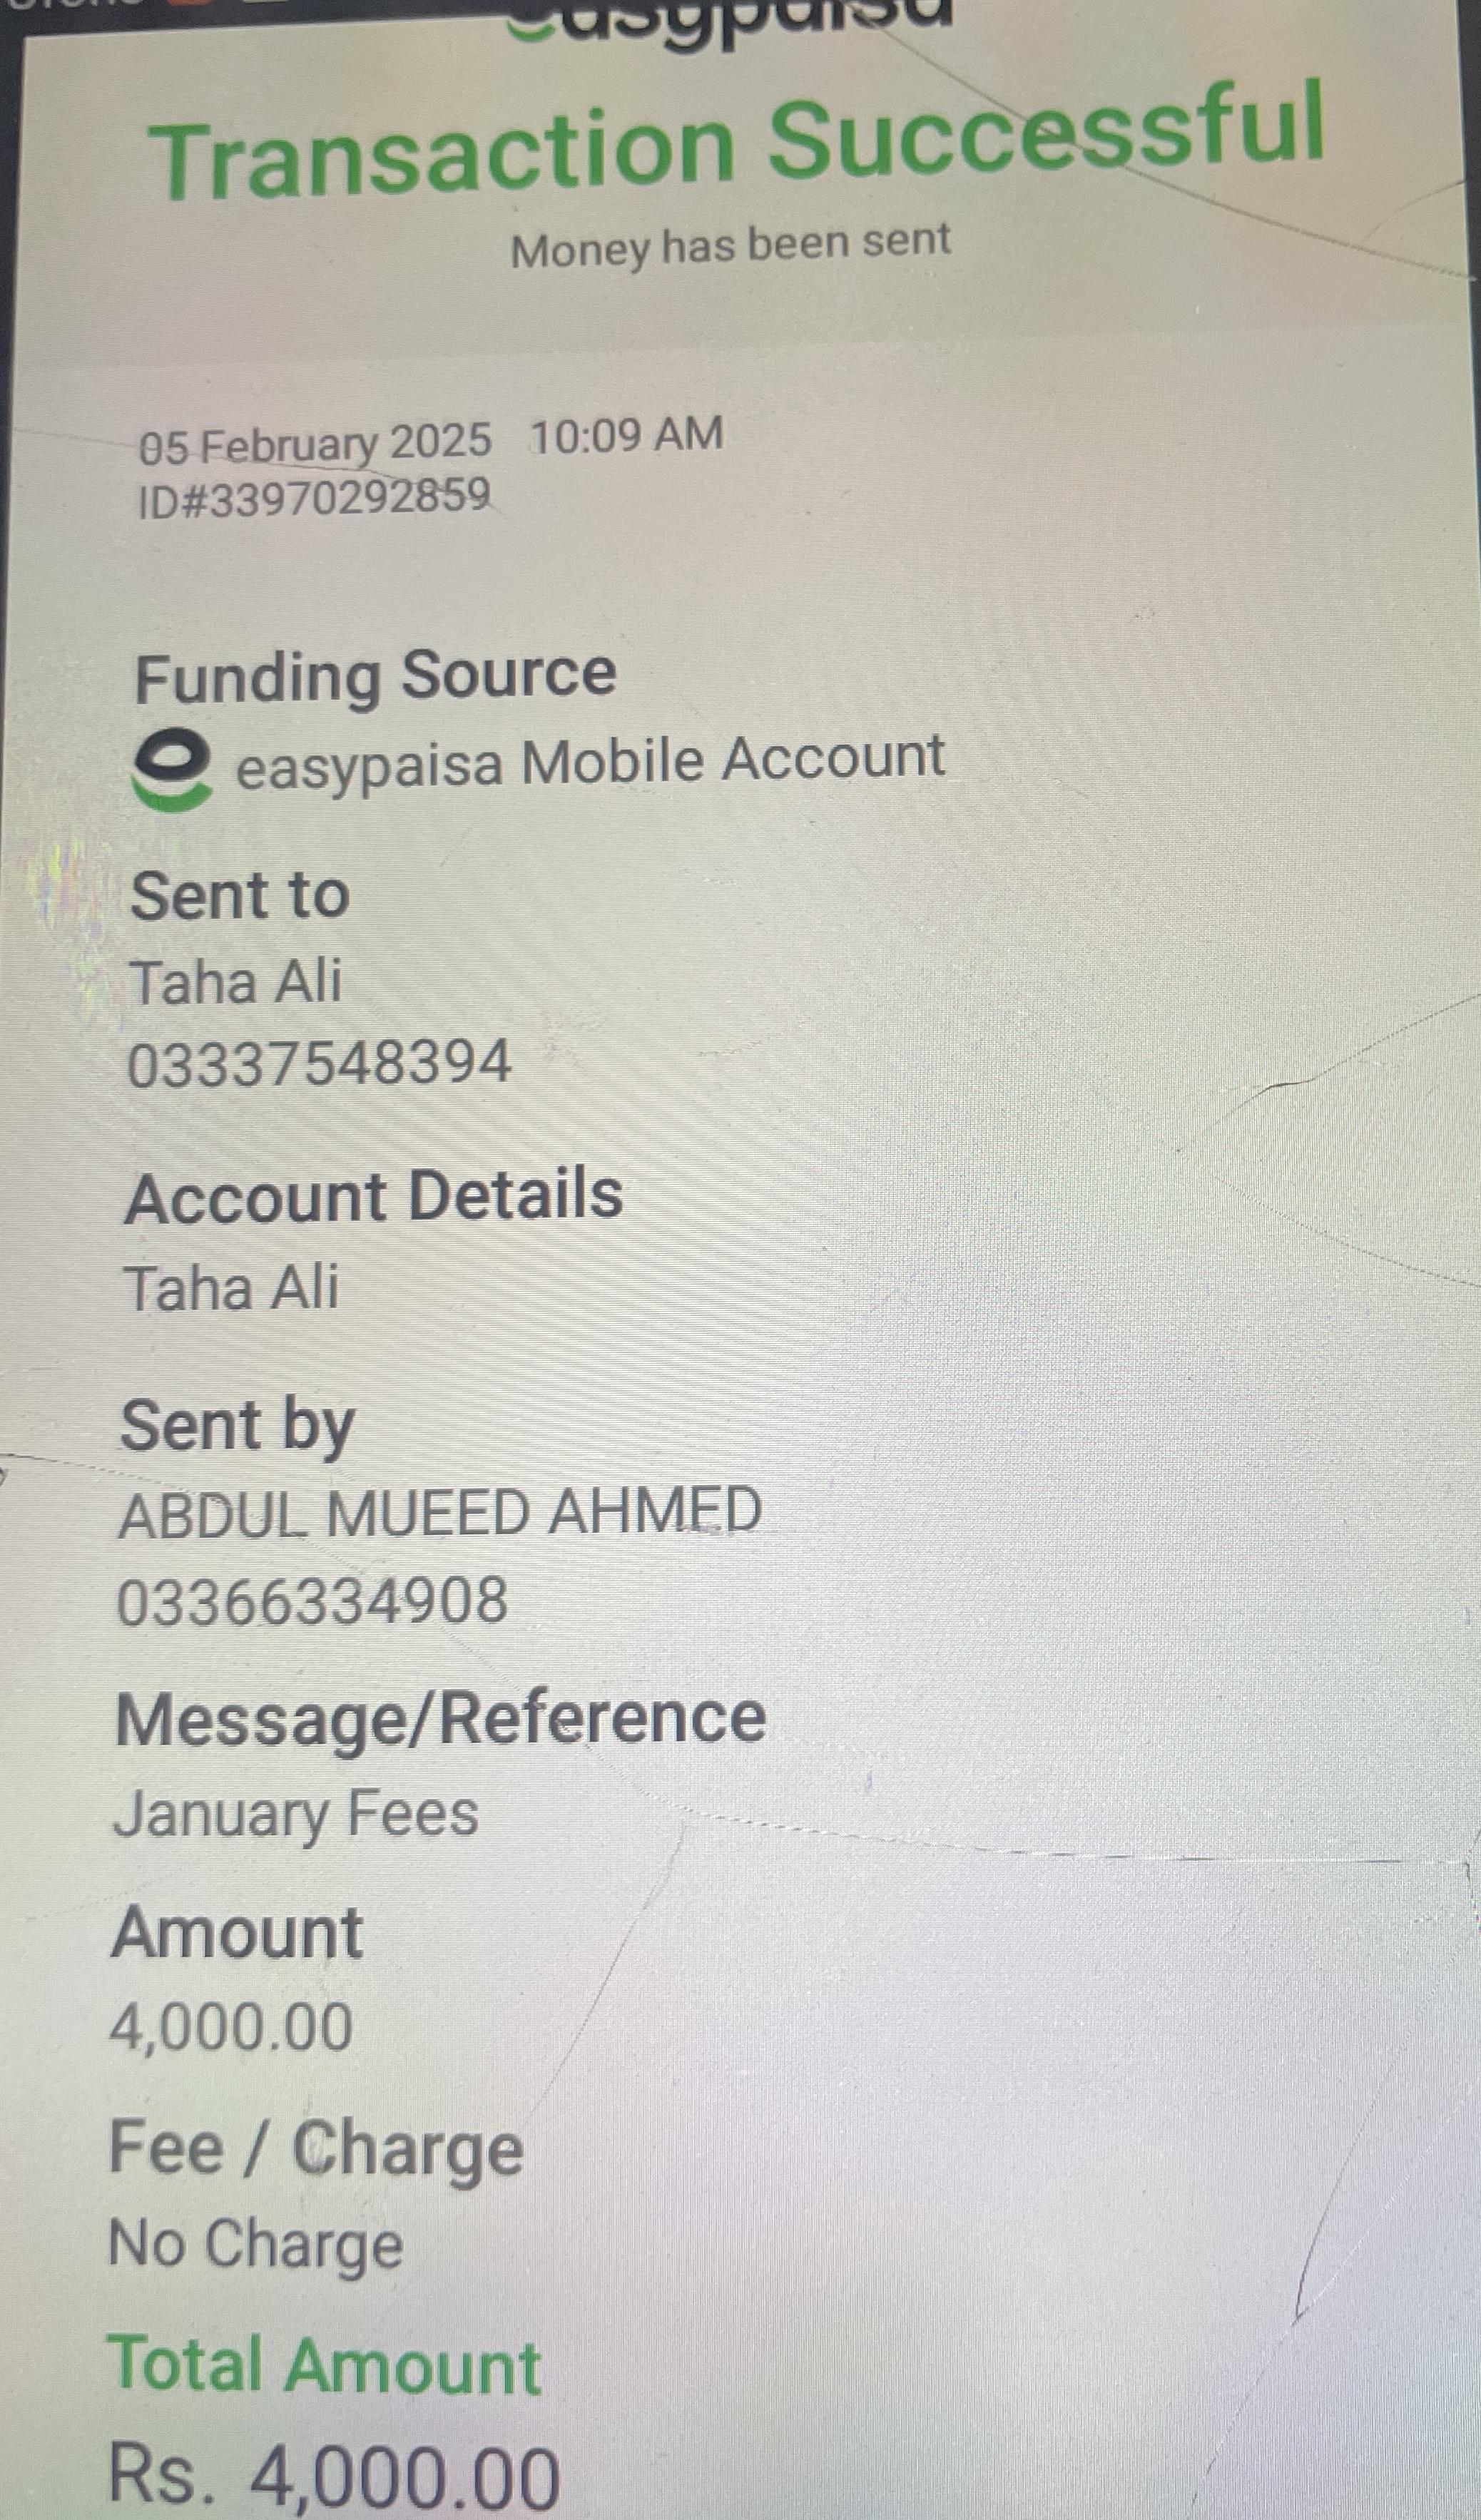 easypaisa
Transaction Successful
Money has been sent
05 February 2025 10:09 AM
ID#33970292859
Funding Source
easypaisa Mobile Account
Sent to
Taha Ali
03337548394
Account Details
Taha Ali
Sent by
ABDUL MUEED AHMED
03366334908
Message/Reference
January Fees
Amount
4,000.00
Fee / Charge
No Charge
Total Amount
Rs. 4,000.00